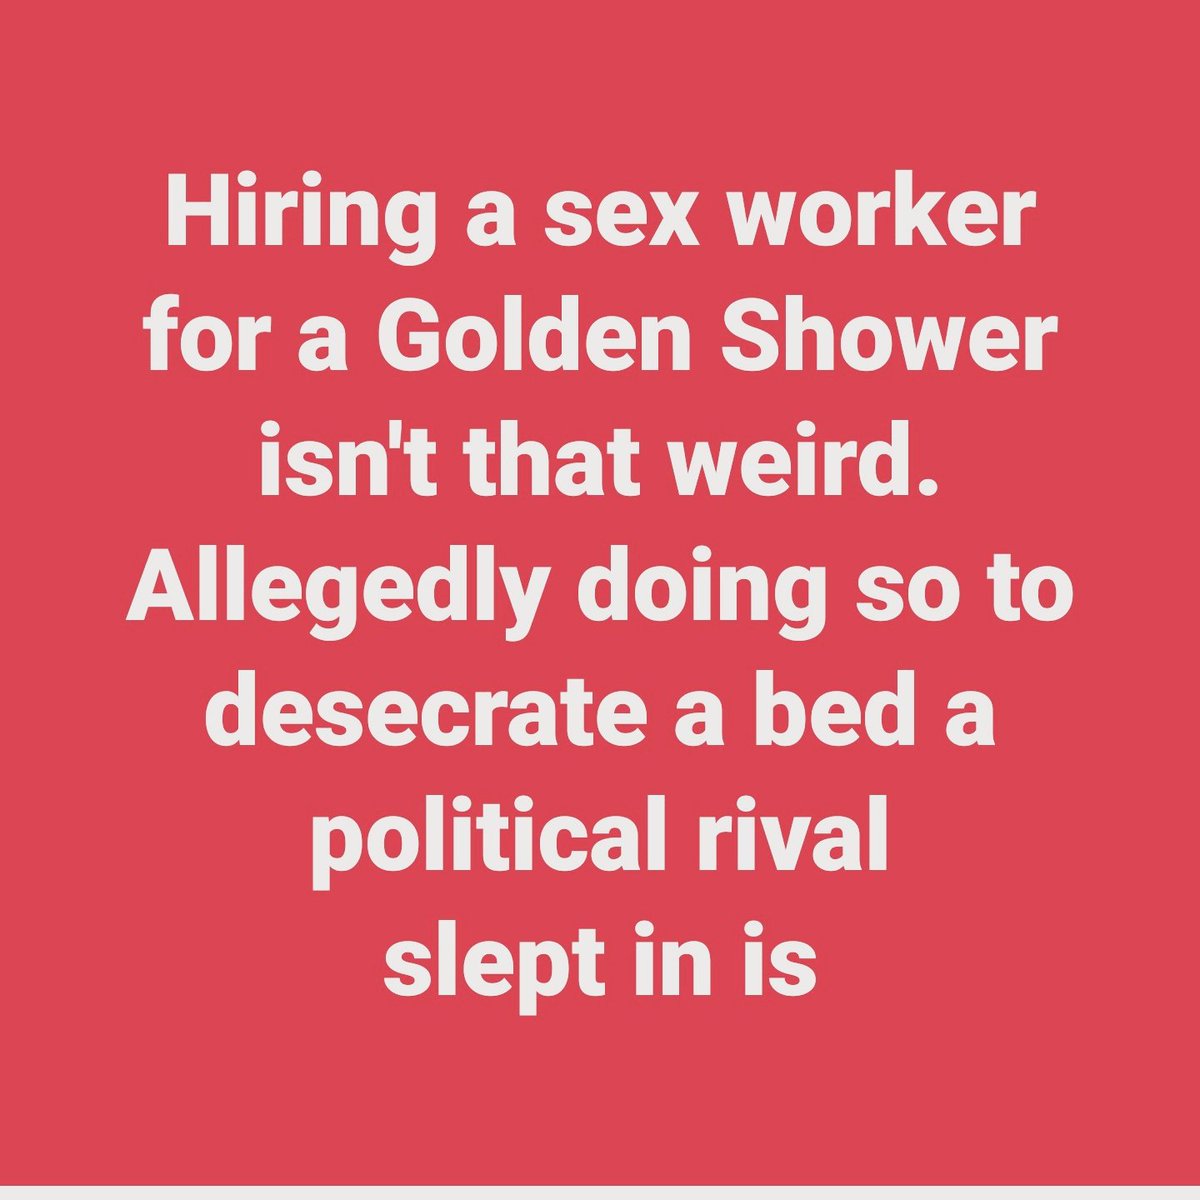 Hiring a sex worker
for a Golden Shower
isn't that weird.
Allegedly doing so to
desecrate a bed a
political rival
slept in is